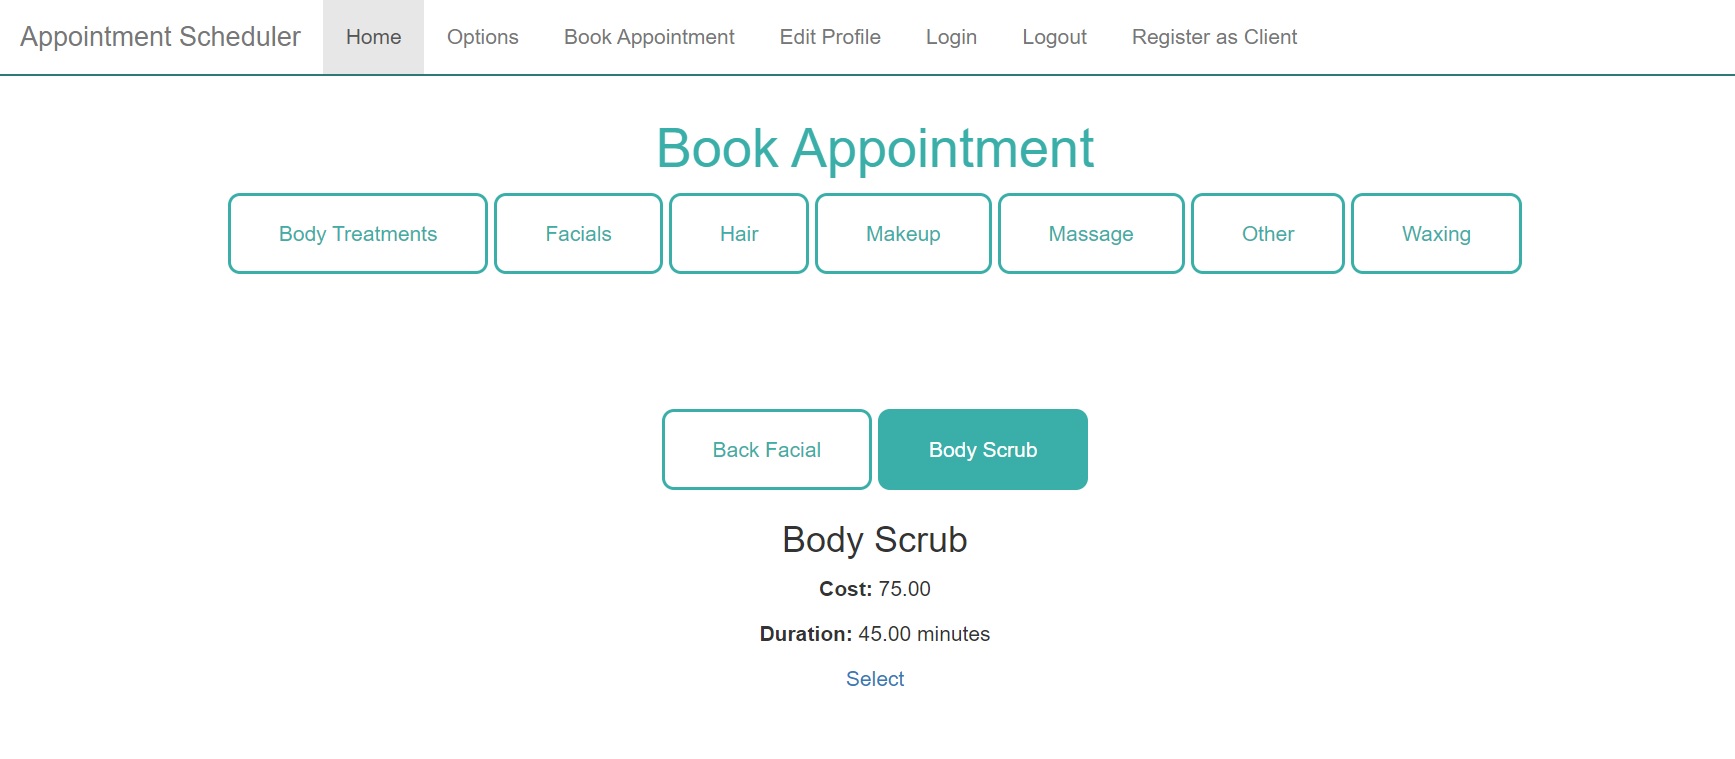 Appointment Scheduler Home Options Book Appointment Edit Profile Login Logout Register as Client
Book Appointment
Body Treatments Facials Hair Makeup Massage Other Waxing
Back Facial Body Scrub
Body Scrub
Cost: 75.00
Duration: 45.00 minutes
Select